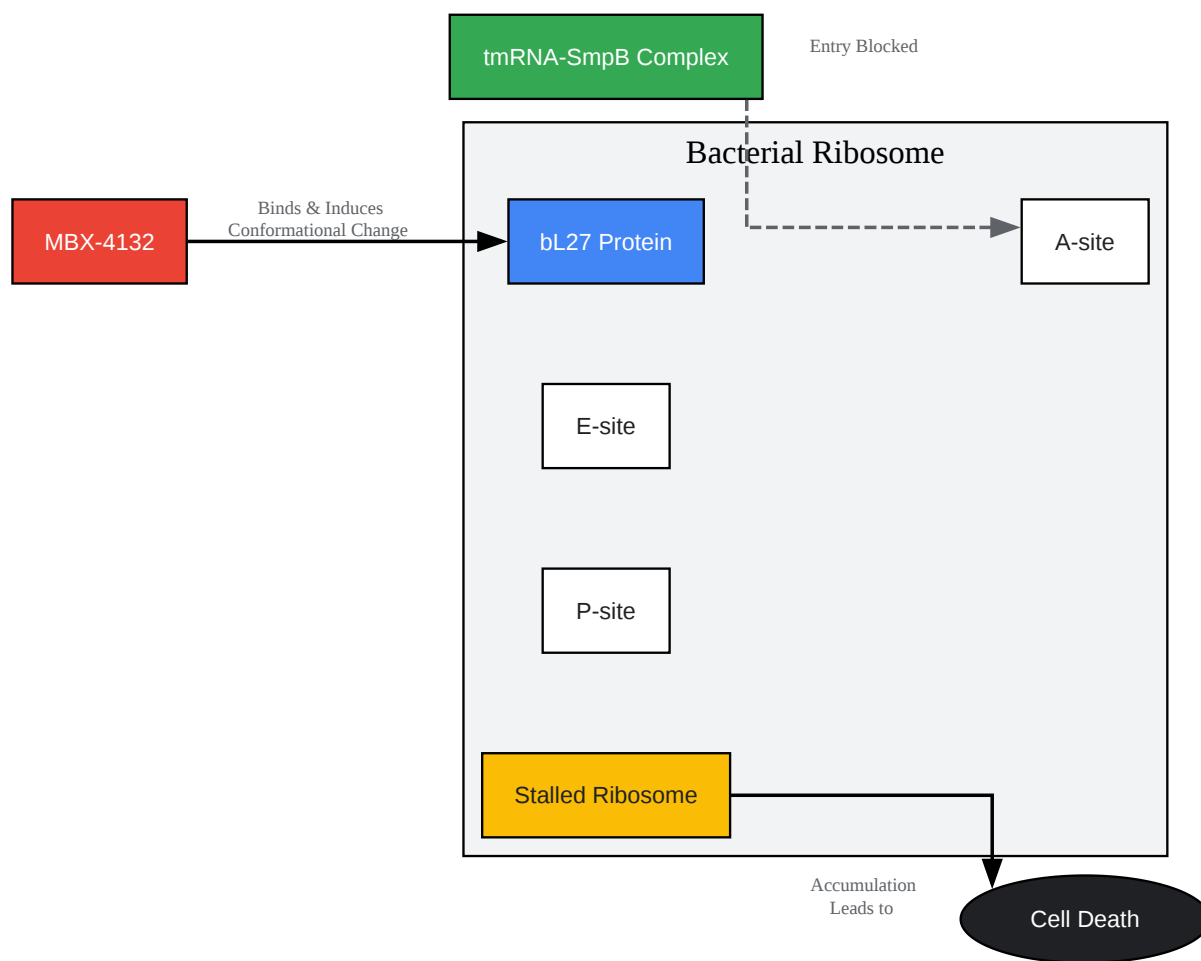 tmRNA-SmpB Complex
Entry Blocked
Bacterial Ribosome
MBX-4132
Binds & Induces
Conformational Change
bL27 Protein
A-site
E-site
P-site
Stalled Ribosome
Accumulation
Leads to
Cell Death